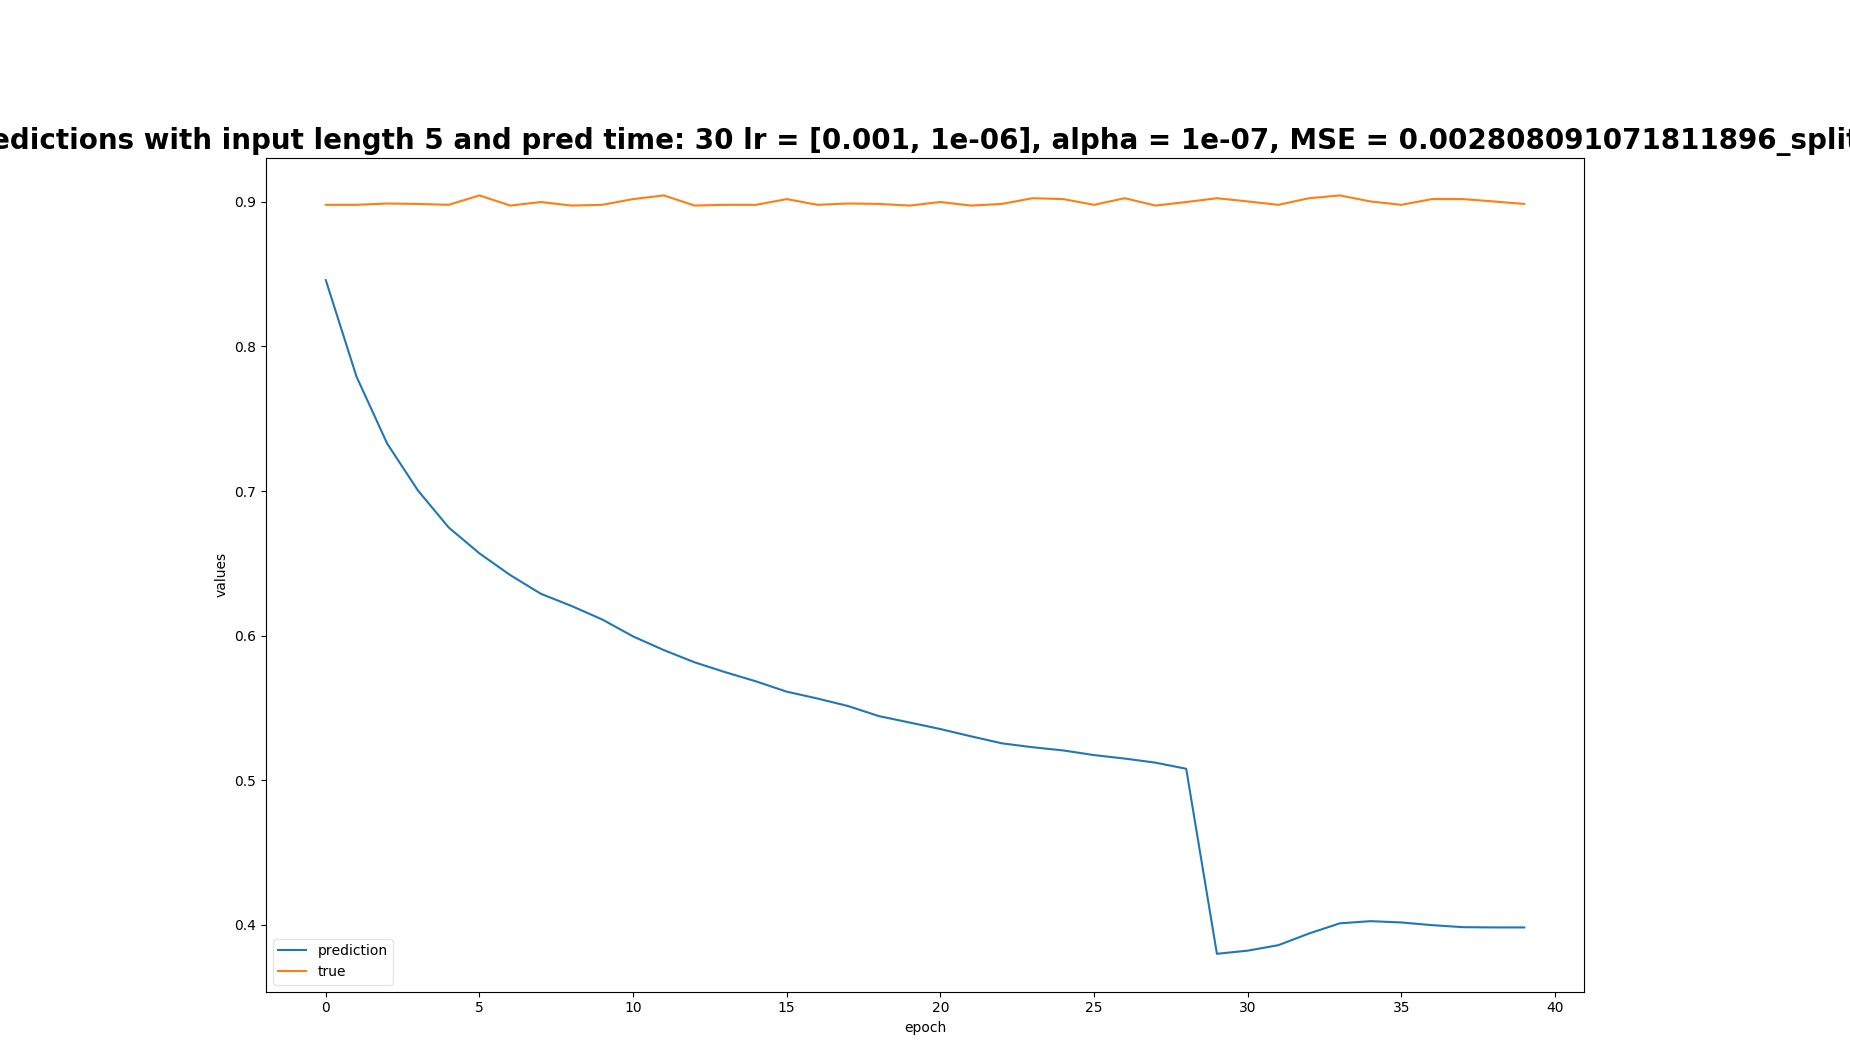 edictions with input length 5 and pred time: 30 lr = [0.001, 1e-06], alpha = 1e-07, MSE = 0.002808091071811896_split
0.9
0.8
0.7
0.6
0.5
0.4
values
prediction
true
0 5 10 15 20 25 30 35 40
epoch